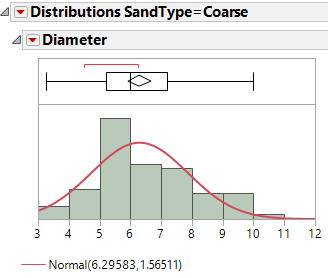 Distributions SandType=Coarse
Diameter
3 4 5 6 7 8 9 10 11 12
Normal(6.29583,1.56511)